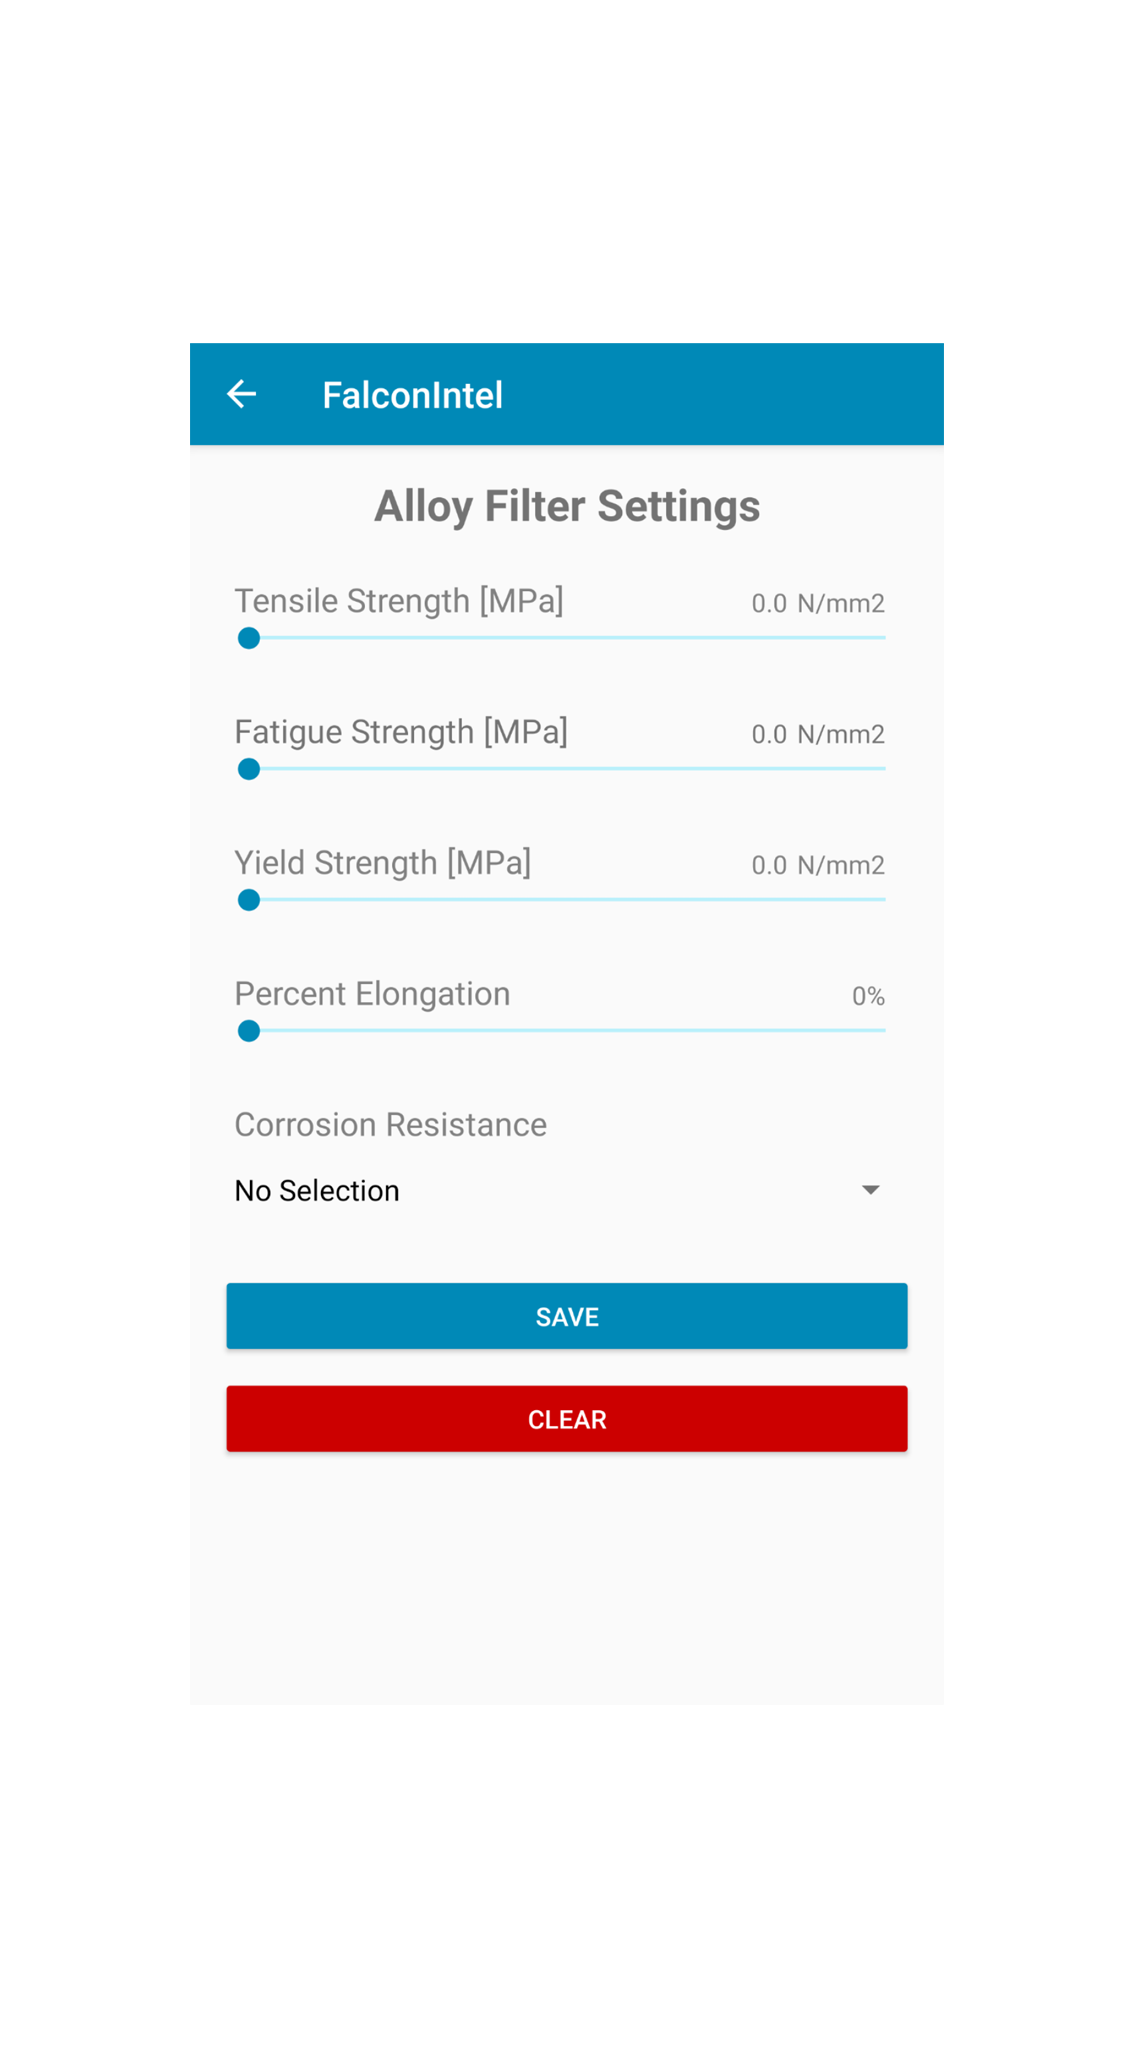 FalconIntel
Alloy Filter Settings
Tensile Strength [MPa] 0.0 N/mm2
Fatigue Strength [MPa] 0.0 N/mm2
Yield Strength [MPa] 0.0 N/mm2
Percent Elongation 0%
Corrosion Resistance
No Selection
SAVE
CLEAR